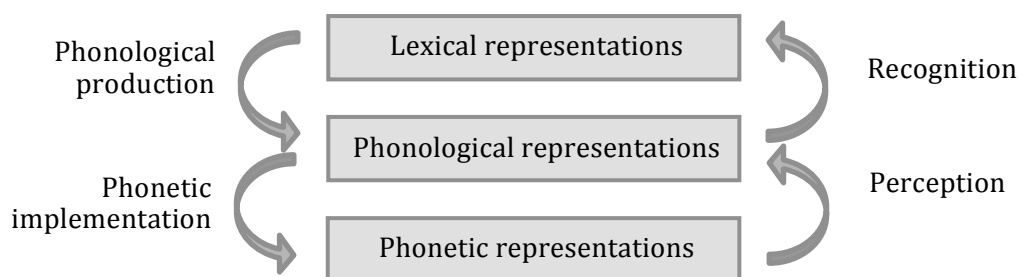 Phonological
production
Lexical representations
Recognition
Phonological representations
Phonetic
implementation
Perception
Phonetic representations